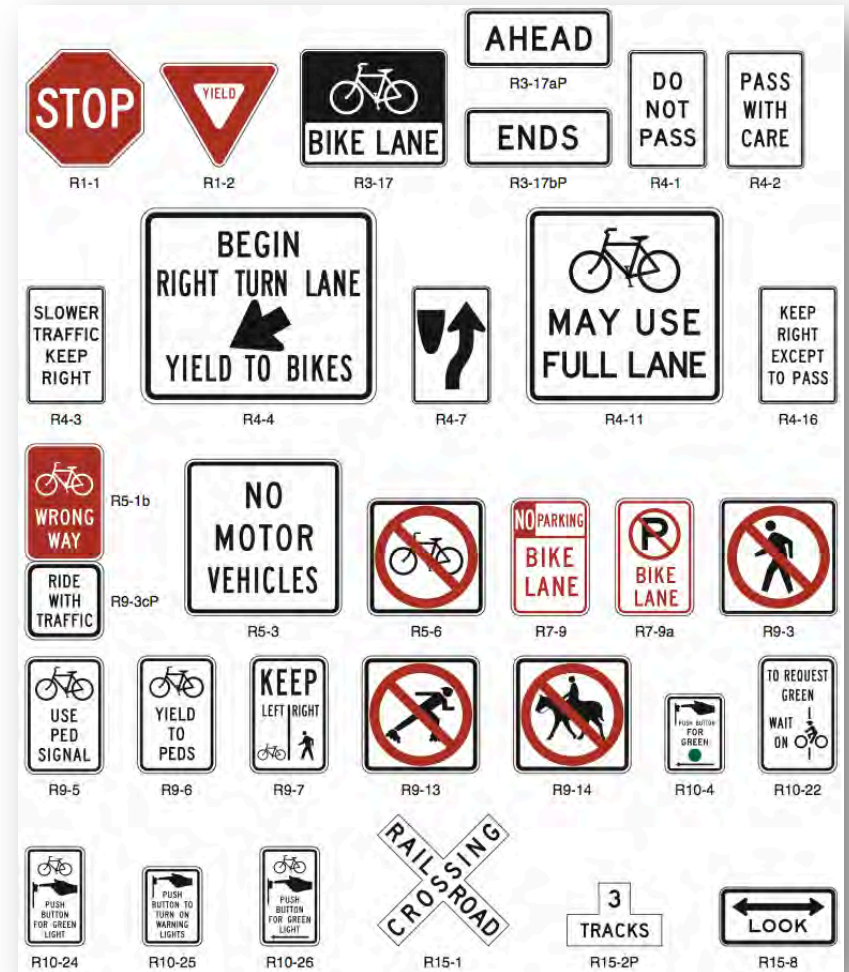 STOP
R1-1
YIELD
R1-2
BIKE LANE
R3-17
AHEAD
R3-17aP
ENDS
R3-17bP
DO
NOT
PASS
R4-1
PASS
WITH
CARE
R4-2
SLOWER
TRAFFIC
KEEP
RIGHT
R4-3
BEGIN
RIGHT TURN LANE
YIELD TO BIKES
R4-4
R4-7
MAY USE
FULL LANE
R4-11
KEEP
RIGHT
EXCEPT
TO PASS
R4-16
WRONG
WAY
R5-1b
RIDE
WITH
TRAFFIC
R9-3cP
NO
MOTOR
VEHICLES
R5-3
R5-6
NO PARKING
BIKE
LANE
R7-9
P
BIKE
LANE
R7-9a
R9-3
USE
PED
SIGNAL
R9-5
YIELD
TO
PEDS
R9-6
KEEP
LEFT RIGHT
R9-7
R9-13
R9-14
PUSH BUTTON
FOR
GREEN
R10-4
TO REQUEST
GREEN
WAIT
ON
R10-22
PUSH
BUTTON
FOR GREEN
LIGHT
R10-24
PUSH
BUTTON TO
TURN ON
WARNING
LIGHTS
R10-25
PUSH
BUTTON
FOR GREEN
LIGHT
R10-26
RAILROAD
CROSSING
R15-1
3
TRACKS
R15-2P
LOOK
R15-8